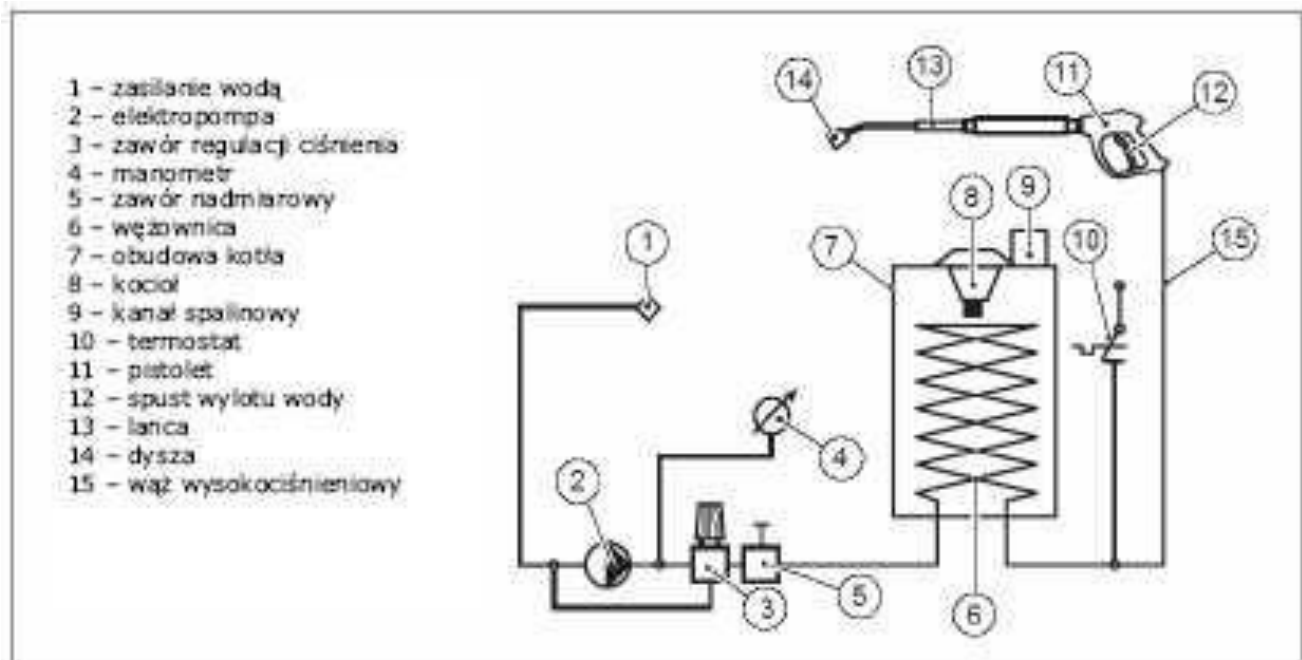 1 – zasilanie wodą
2 – elektropompa
3 – zawór regulacji ciśnienia
4 – manometr
5 – zawór nadmiarowy
6 – wężownica
7 – obudowa kotła
8 – kocioł
9 – kanał spalinowy
10 – termostat
11 – pistolet
12 – spust wylotu wody
13 – lanca
14 – dysza
15 – wąż wysokociśnieniowy
14
13
11
12
1
7
8
9
10
15
2
4
3
5
6